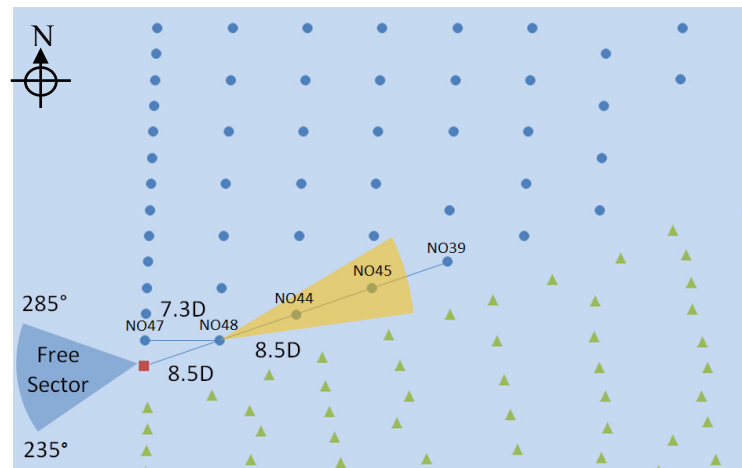 N
NO39
NO45
NO44
7.3D
285°
NO47
NO48
8.5D
Free
Sector
8.5D
235°